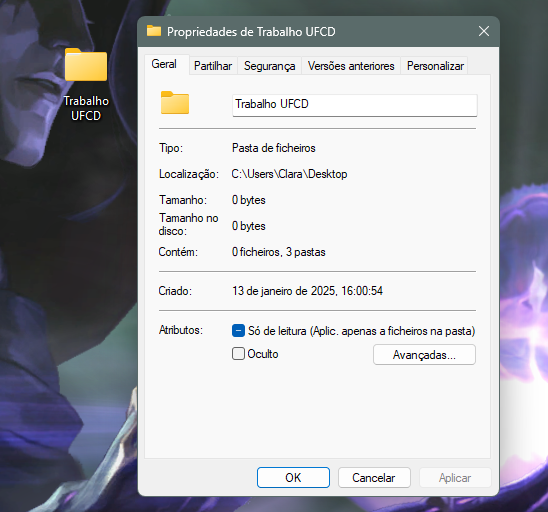 Trabalho
UFCD
Propriedades de Trabalho UFCD
Geral Partilhar Segurança Versões anteriores Personalizar
Trabalho UFCD
Tipo: Pasta de ficheiros
Localização: C:\Users\Clara\Desktop
Tamanho: 0 bytes
Tamanho no
disco: 0 bytes
Contém: 0 ficheiros, 3 pastas
Criado: 13 de janeiro de 2025, 16:00:54
Atributos: Só de leitura (Aplic. apenas a ficheiros na pasta)
Oculto Avançadas...
OK Cancelar Aplicar